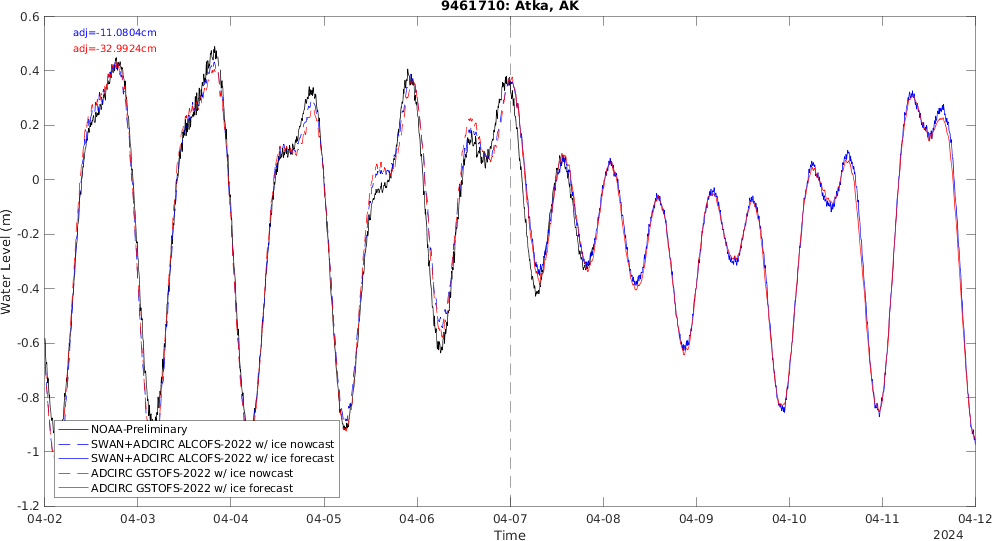 9461710: Atka, AK
adj=-11.0804cm
adj=-32.9924cm
0.6
0.4
0.2
0
-0.2
-0.4
-0.6
-0.8
-1
-1.2
Water Level (m)
NOAA-Preliminary
SWAN+ADCIRC ALCOFS-2022 w/ ice nowcast
SWAN+ADCIRC ALCOFS-2022 w/ ice forecast
ADCIRC GSTOFS-2022 w/ ice nowcast
ADCIRC GSTOFS-2022 w/ ice forecast
04-02 04-03 04-04 04-05 04-06 04-07 04-08 04-09 04-10 04-11 04-12
Time
2024